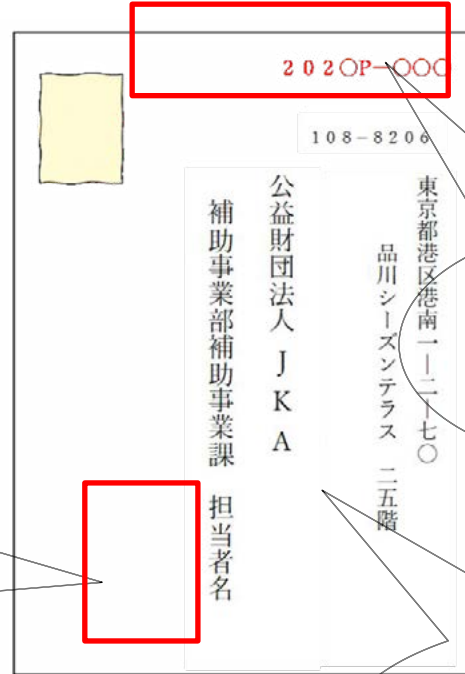 202○P－○○○
108-8206
東京都港区港南一－二－七〇
品川シーズンテラス 二五階
公益財団法人 JKA
補助事業部補助事業課 担当者名